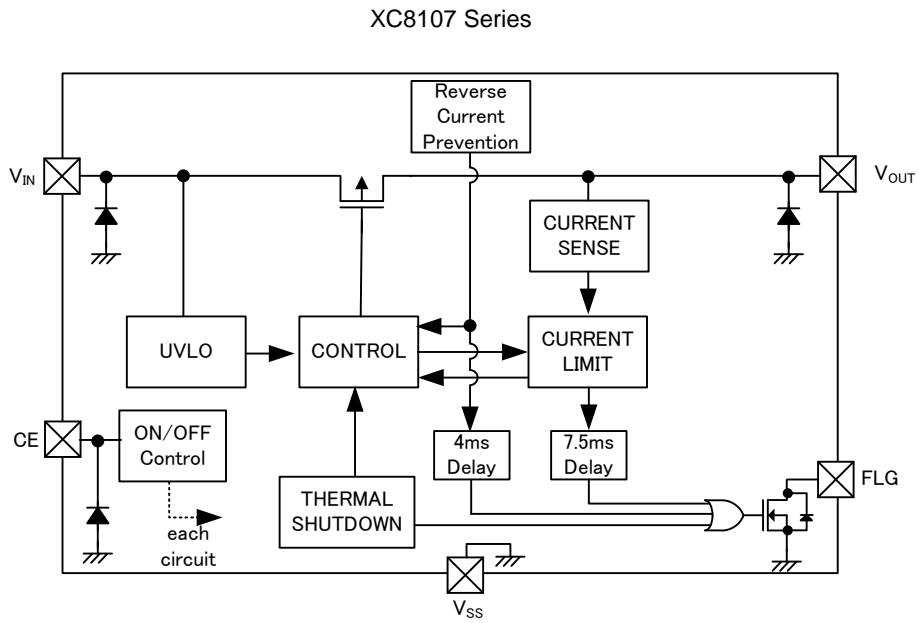 XC8107 Series
Reverse
Current
Prevention
VIN
VOUT
CURRENT
SENSE
UVLO
CONTROL
CURRENT
LIMIT
CE
ON/OFF
Control
4ms
Delay
7.5ms
Delay
FLG
THERMAL
SHUTDOWN
each
circuit
VSS